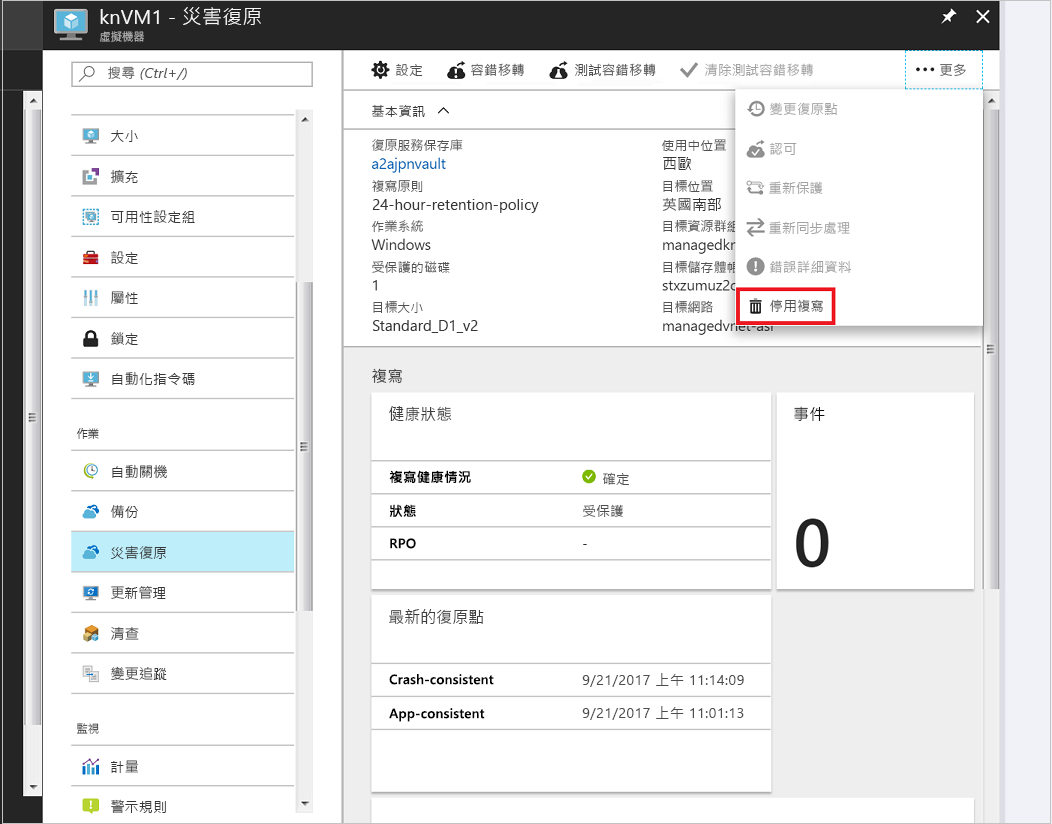 knVM1 - 災害復原
虛擬機器
搜尋 (Ctrl+/)
大小
擴充
可用性設定組
設定
屬性
鎖定
自動化指令碼
作業
自動關機
備份
災害復原
更新管理
清查
變更追蹤
監視
計量
警示規則
設定
容錯移轉
測試容錯移轉
清除測試容錯移轉
更多
基本資訊
復原服務保存庫
a2ajpnvault
複寫原則
24-hour-retention-policy
作業系統
Windows
受保護的磁碟
1
目標大小
Standard_D1_v2
使用中位置
西歐
目標位置
英國南部
目標資源群組
managedkn
目標儲存體帳
stxzumuz2c
目標網路
managedvnet-asr
變更復原點
認可
重新保護
重新同步處理
錯誤詳細資料
停用複寫
複寫
健康狀態
複寫健康情況 確定
狀態 受保護
RPO -
事件
0
最新的復原點
Crash-consistent 9/21/2017 上午 11:14:09
App-consistent 9/21/2017 上午 11:01:13